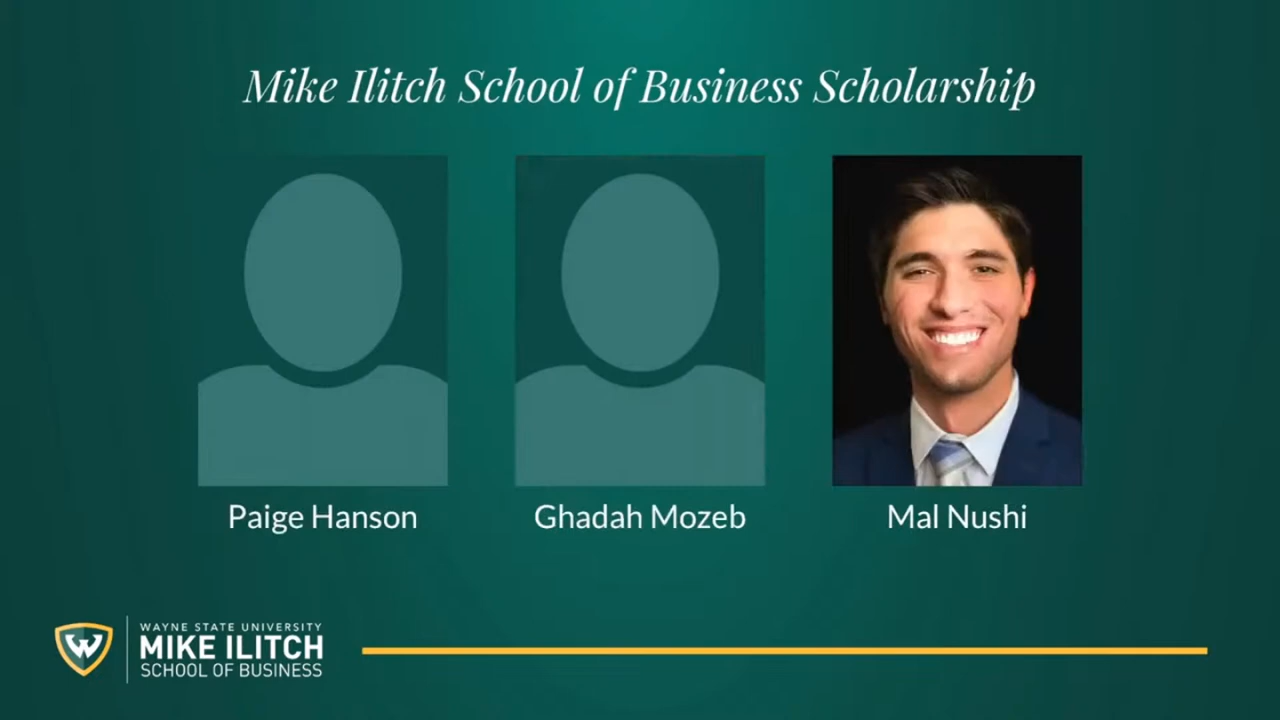 Mike Ilitch School of Business Scholarship
Paige Hanson
Ghadah Mozeb
Mal Nushi
W
WAYNE STATE UNIVERSITY
MIKE ILITCH
SCHOOL OF BUSINESS